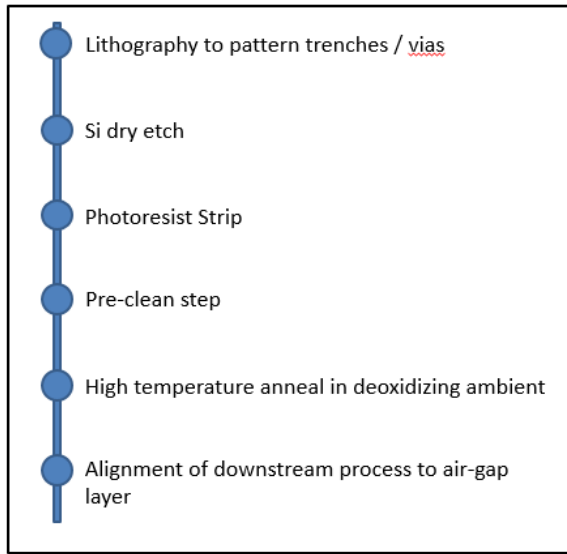 Lithography to pattern trenches / vias
Si dry etch
Photoresist Strip
Pre-clean step
High temperature anneal in deoxidizing ambient
Alignment of downstream process to air-gap
layer